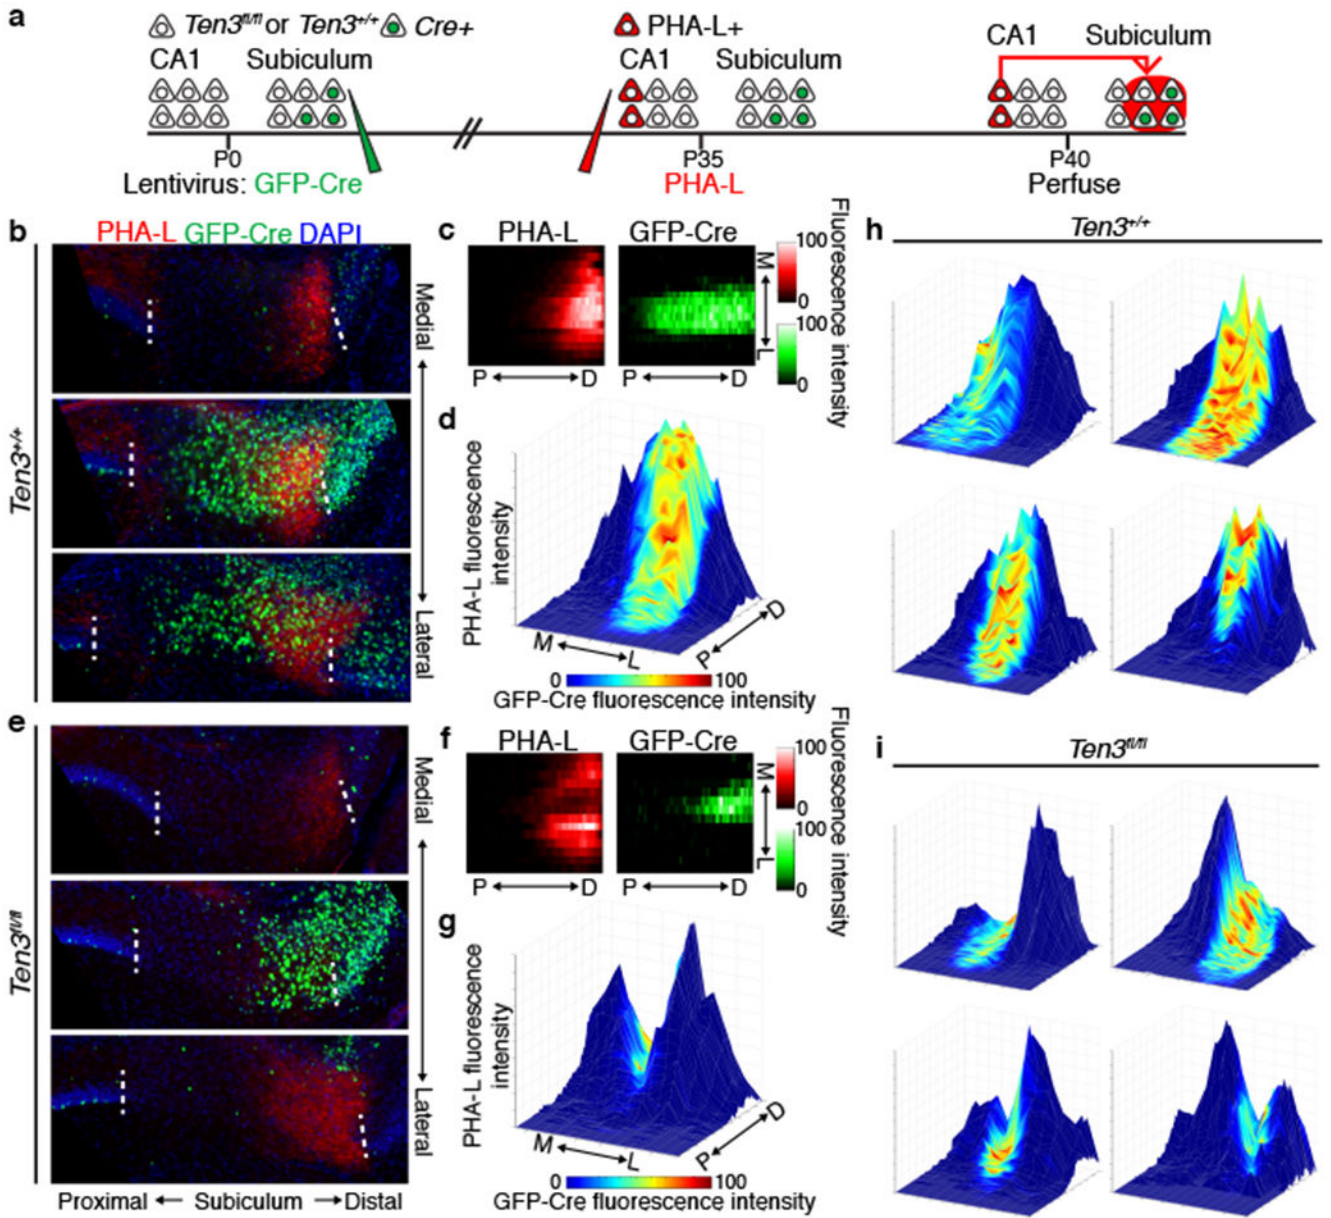 a
Ten3fl/fl or Ten3+/+ Cre+
PHA-L+
CA1 Subiculum
CA1 Subiculum
CA1 Subiculum
P0
P35
P40
Lentivirus: GFP-Cre
PHA-L
Perfuse
b
PHA-L GFP-Cre DAPI
Ten3+/+
Medial
Lateral
c
PHA-L
GFP-Cre
P D
P D
M
L
100
0
100
0
Fluorescence intensity
d
PHA-L fluorescence
intensity
M L
P D
0 100
GFP-Cre fluorescence intensity
e
Ten3fl/fl
Medial
Lateral
Proximal Subiculum Distal
f
PHA-L
GFP-Cre
P D
P D
M
L
100
0
100
0
Fluorescence intensity
g
PHA-L fluorescence
intensity
M L
P D
0 100
GFP-Cre fluorescence intensity
h
Ten3+/+
i
Ten3fl/fl